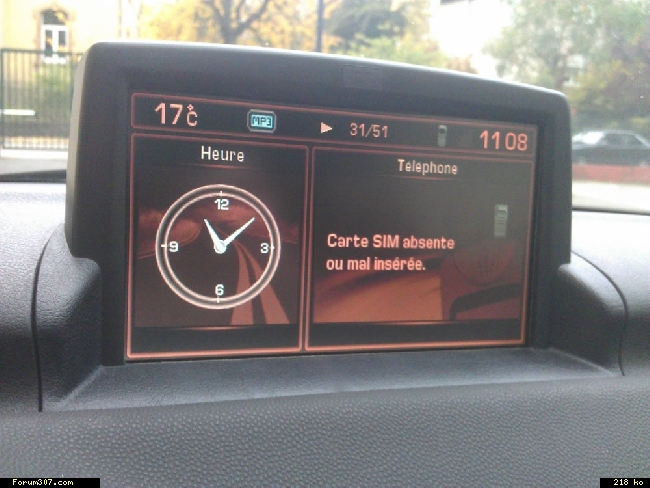 17°C
MP3
31/51
11 08
Heure
Telephone
12
9
3
6
Carte SIM absente
ou mal insérée.
Forum307.com
218 ko